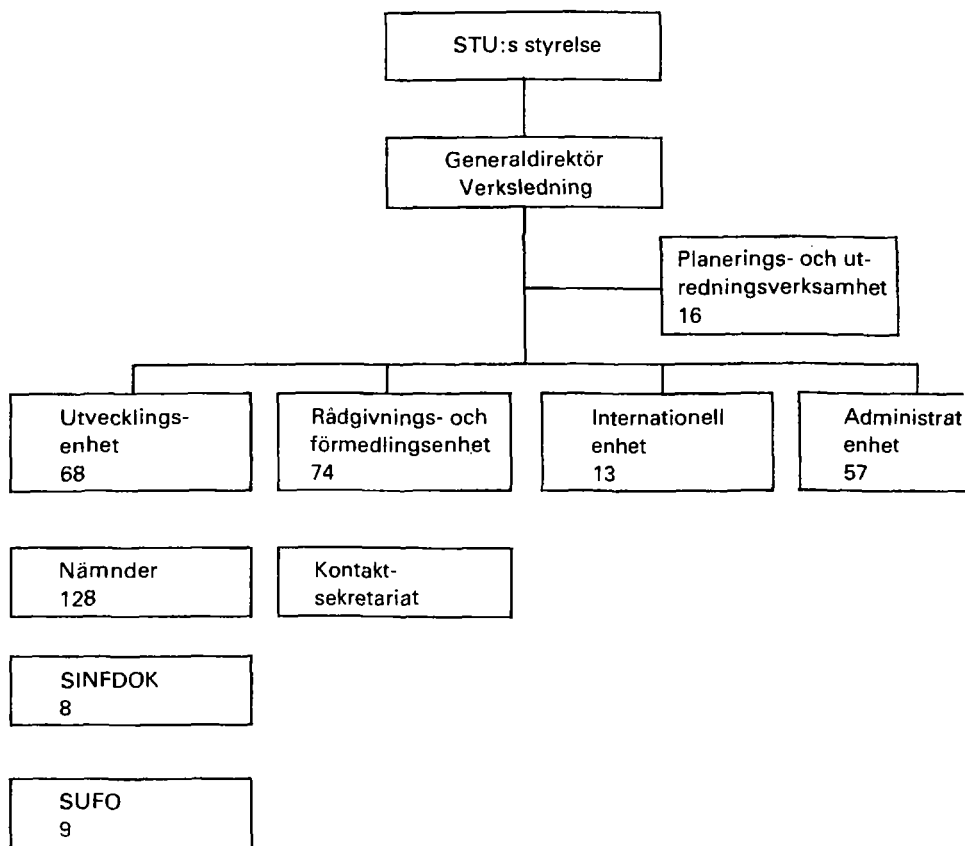 STU:s styrelse
Generaldirektör
Verksledning
Planerings- och ut-
redningsverksamhet
16
Utvecklings-
enhet
68
Rådgivnings- och
förmedlingsenhet
74
Internationell
enhet
13
Administrat
enhet
57
Nämnder
128
Kontakt-
sekretariat
SINFDOK
8
SUFO
9